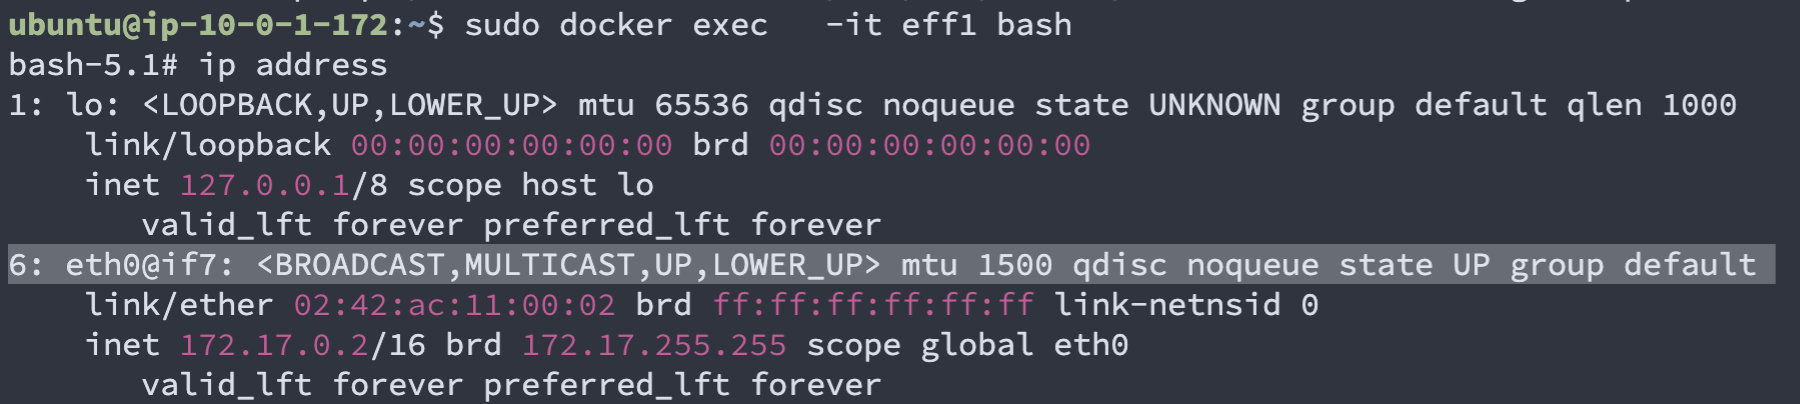 ubuntu@ip-10-0-1-172:~$ sudo docker exec   -it eff1 bash
bash-5.1# ip address
1: lo: <LOOPBACK,UP,LOWER_UP> mtu 65536 qdisc noqueue state UNKNOWN group default qlen 1000
    link/loopback 00:00:00:00:00:00 brd 00:00:00:00:00:00
    inet 127.0.0.1/8 scope host lo
       valid_lft forever preferred_lft forever
6: eth0@if7: <BROADCAST,MULTICAST,UP,LOWER_UP> mtu 1500 qdisc noqueue state UP group default
    link/ether 02:42:ac:11:00:02 brd ff:ff:ff:ff:ff:ff link-netnsid 0
    inet 172.17.0.2/16 brd 172.17.255.255 scope global eth0
       valid_lft forever preferred_lft forever